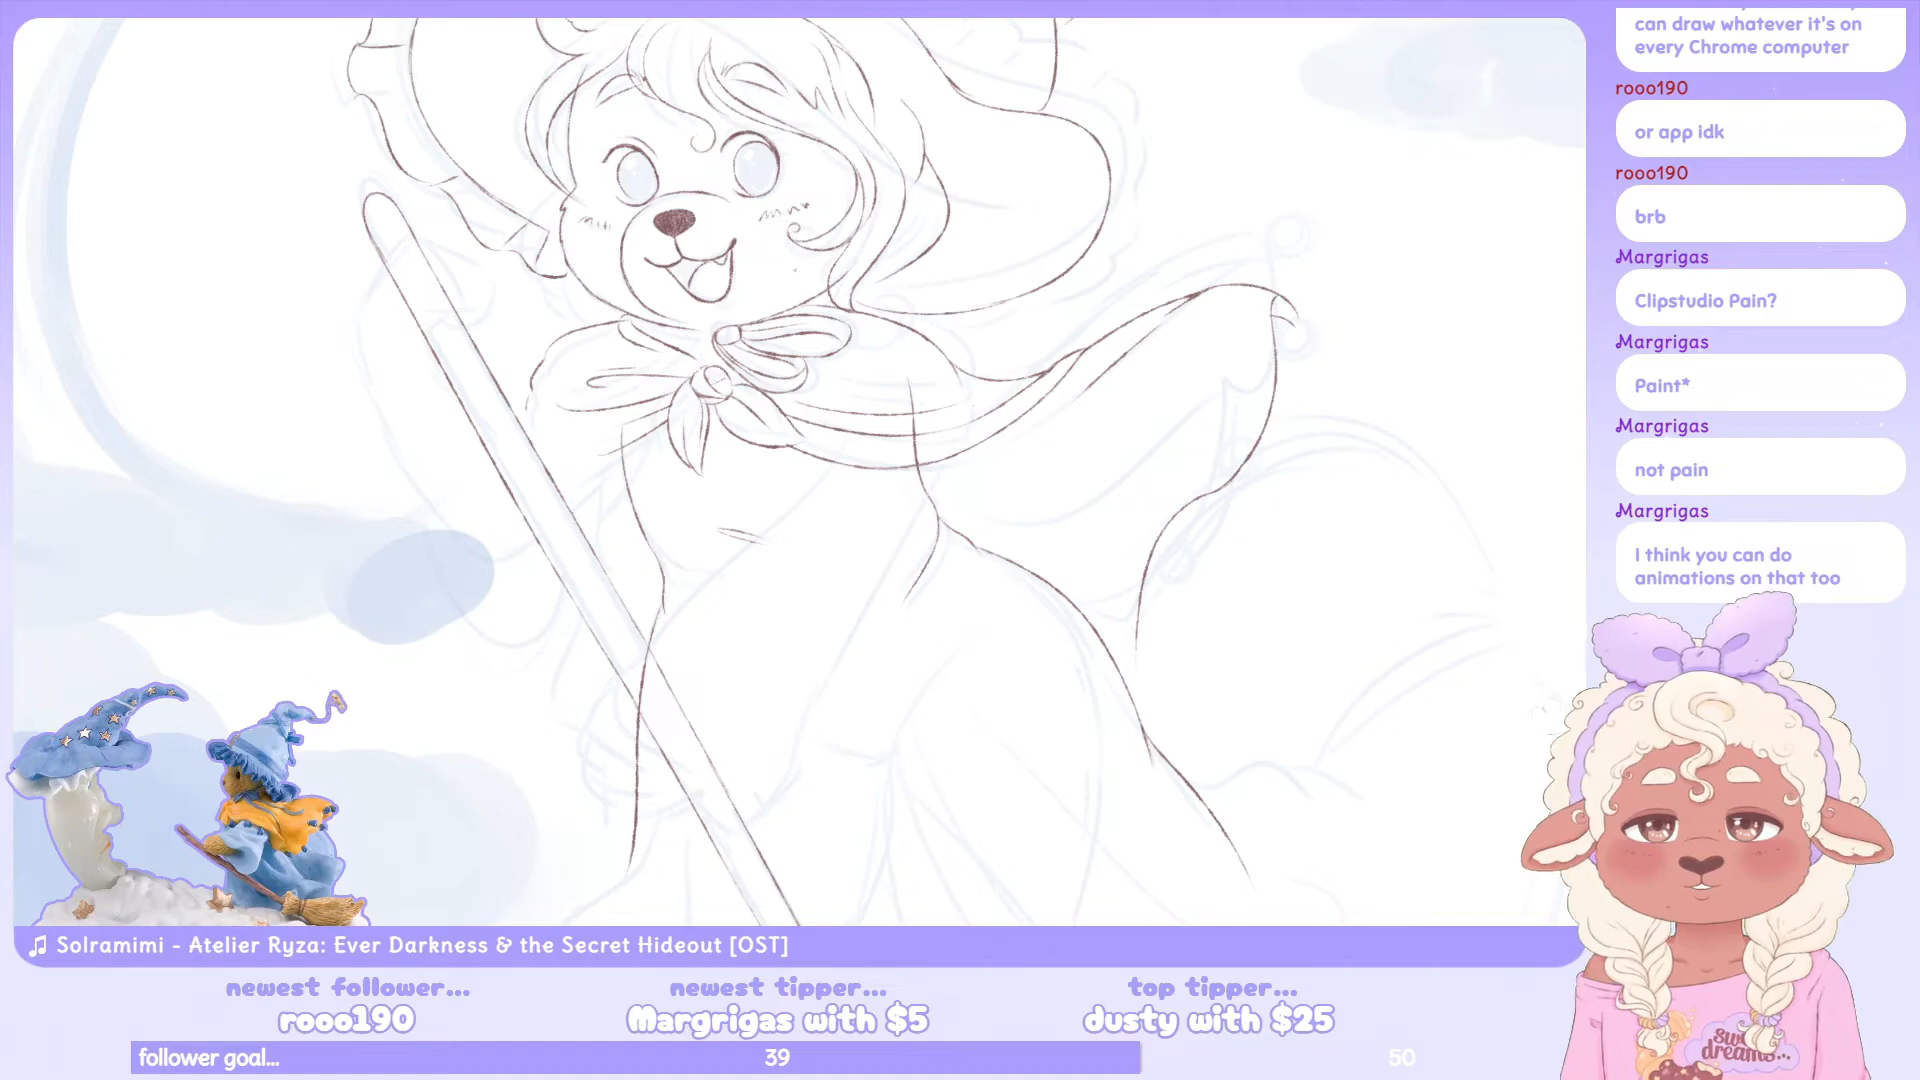 can draw whatever it's on
every Chrome computer
rooo190
or app idk
rooo190
brb
Margrigas
Clipstudio Pain?
Margrigas
Paint*
Margrigas
not pain
Margrigas
I think you can do
animations on that too
dreams...
♫ Solramimi - Atelier Ryza: Ever Darkness & the Secret Hideout [OST]
newest follower...
rooo190
newest tipper...
Margrigas with $5
top tipper...
dusty with $25
follower goal...
39
50